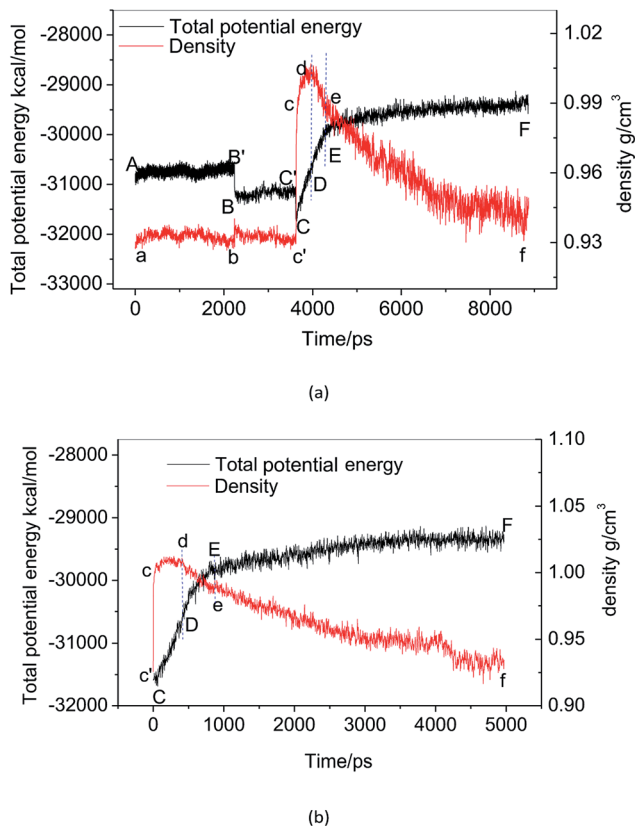 Total potential energy
Density
-28000
-29000
-30000
-31000
-32000
-33000
Total potential energy kcal/mol
1.02
0.99
0.96
0.93
density g/cm3
A
B'
B
C'
C
D
E
F
a
b
c'
c
d
e
f
0
2000
4000
6000
8000
Time/ps
(a)
Total potential energy
Density
-28000
-29000
-30000
-31000
-32000
Total potential energy kcal/mol
1.10
1.05
1.00
0.95
0.90
density g/cm3
c
d
E
F
c'
C
D
e
f
0
1000
2000
3000
4000
5000
Time/ps
(b)